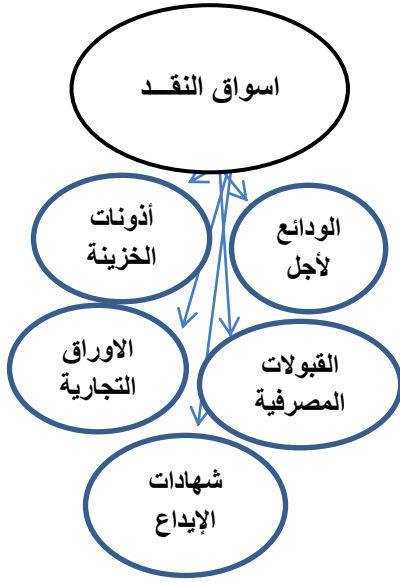 اسواق النقــد
الودائع
لأجل
أذونات
الخزينة
القبولات
المصرفية
الاوراق
التجارية
شهادات
الإيداع